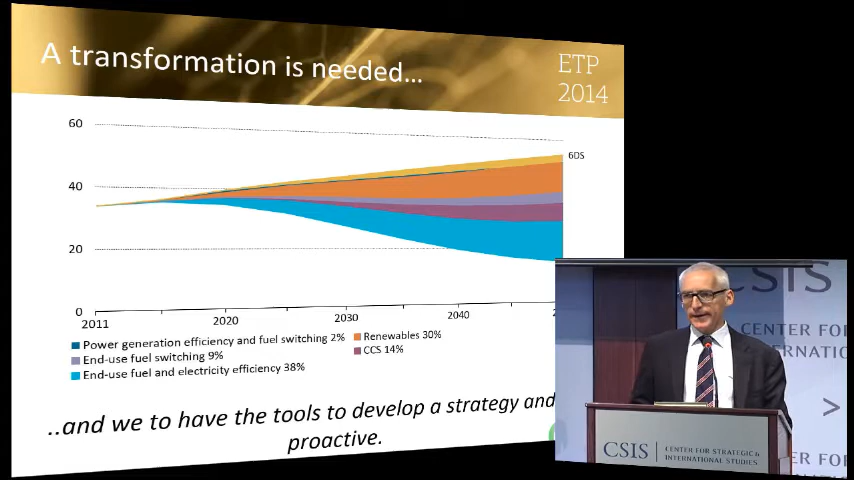 A transformation is needed...
ETP
2014
60
40
20
0
6DS
2011
2020
2030
2040
Power generation efficiency and fuel switching 2%
Renewables 30%
End-use fuel switching 9%
CCS 14%
End-use fuel and electricity efficiency 38%
..and we to have the tools to develop a strategy and
proactive.
CSIS
CENTER FOR
INTERNATIONAL
CSIS
CENTER FOR STRATEGIC &
INTERNATIONAL STUDIES